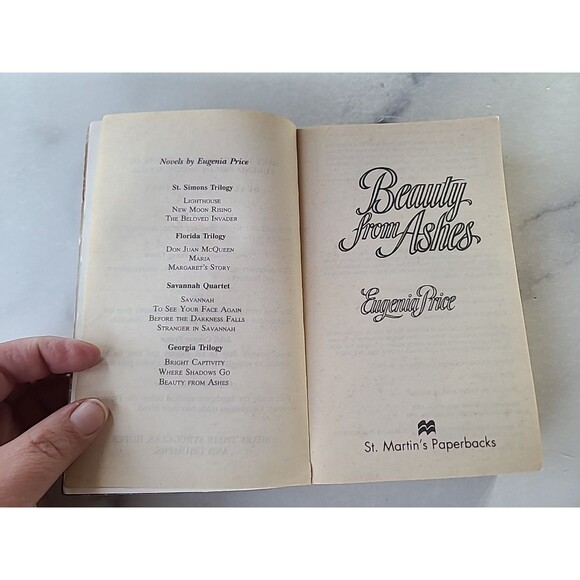 Novels by Eugenia Price
St. Simons Trilogy
Lighthouse
New Moon Rising
The Beloved Invader
Florida Trilogy
Don Juan McQueen
Maria
Margaret's Story
Savannah Quartet
Savannah
To See Your Face Again
Before the Darkness Falls
Stranger in Savannah
Georgia Trilogy
Bright Captivity
Where Shadows Go
Beauty from Ashes
Beauty
from Ashes
Eugenia Price
St. Martin's Paperbacks